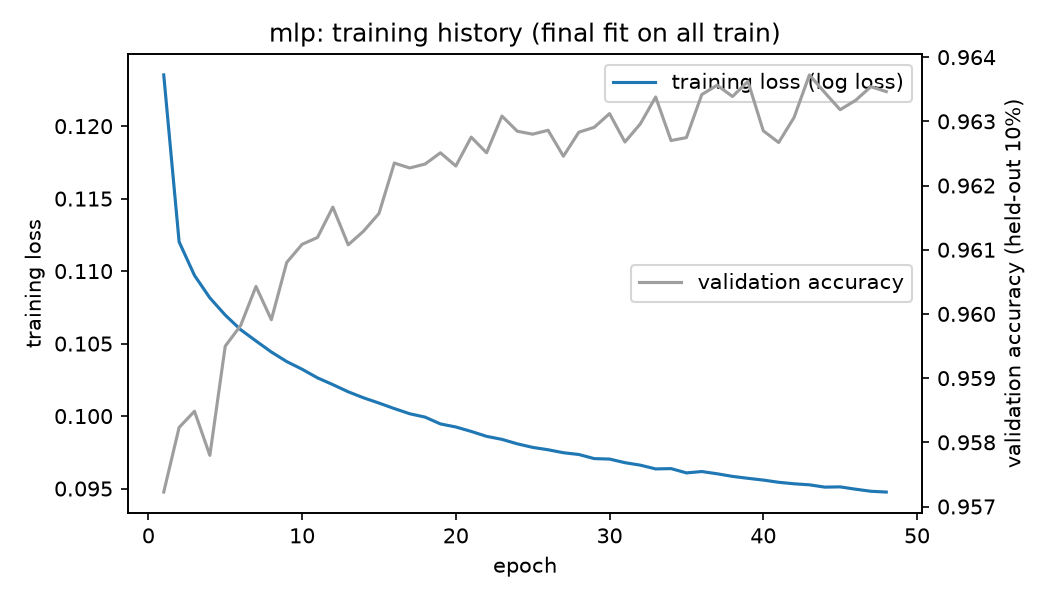 mlp: training history (final fit on all train)
training loss (log loss)
validation accuracy
training loss
0.120
0.115
0.110
0.105
0.100
0.095
0.964
0.963
0.962
0.961
0.960
0.959
0.958
0.957
validation accuracy (held-out 10%)
0 10 20 30 40 50
epoch